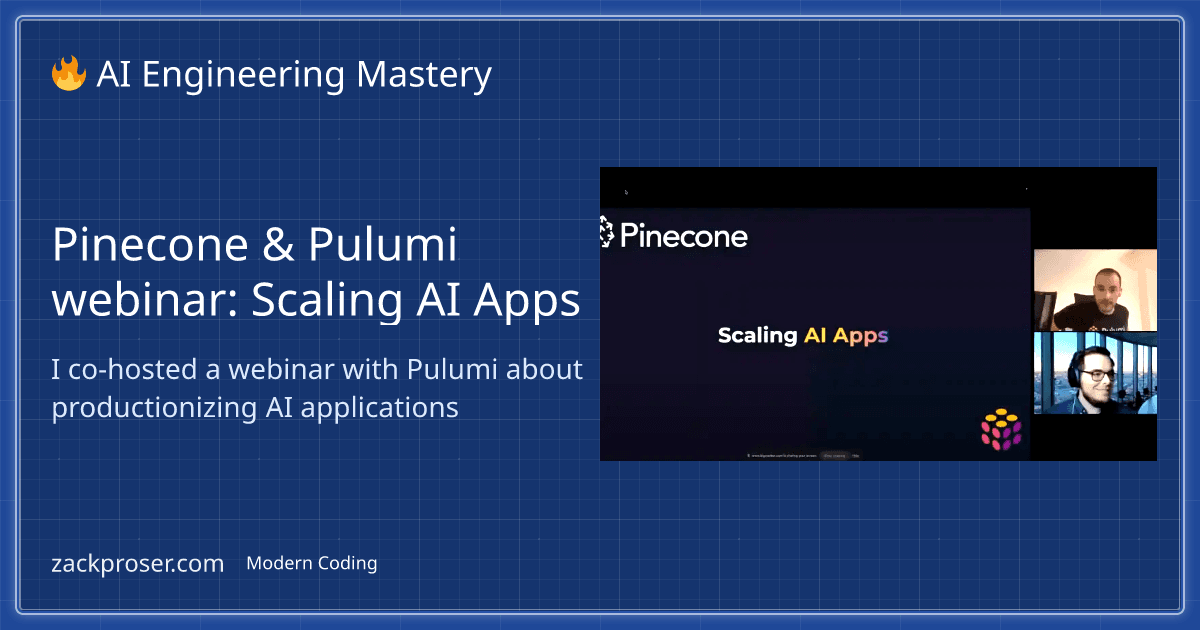 🔥 AI Engineering Mastery
Pinecone & Pulumi
webinar: Scaling AI Apps
I co-hosted a webinar with Pulumi about
productionizing AI applications
Pinecone
Scaling AI Apps
zackproser.com
Modern Coding